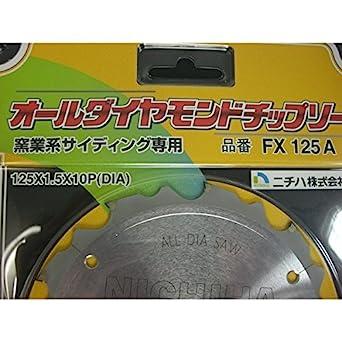 オールダイヤモンドチップソー
窯業系サイディング専用
品番 FX 125A
125X1.5X10P(DIA)
ニチハ株式会
ALL DIA SAW
NICHIHA